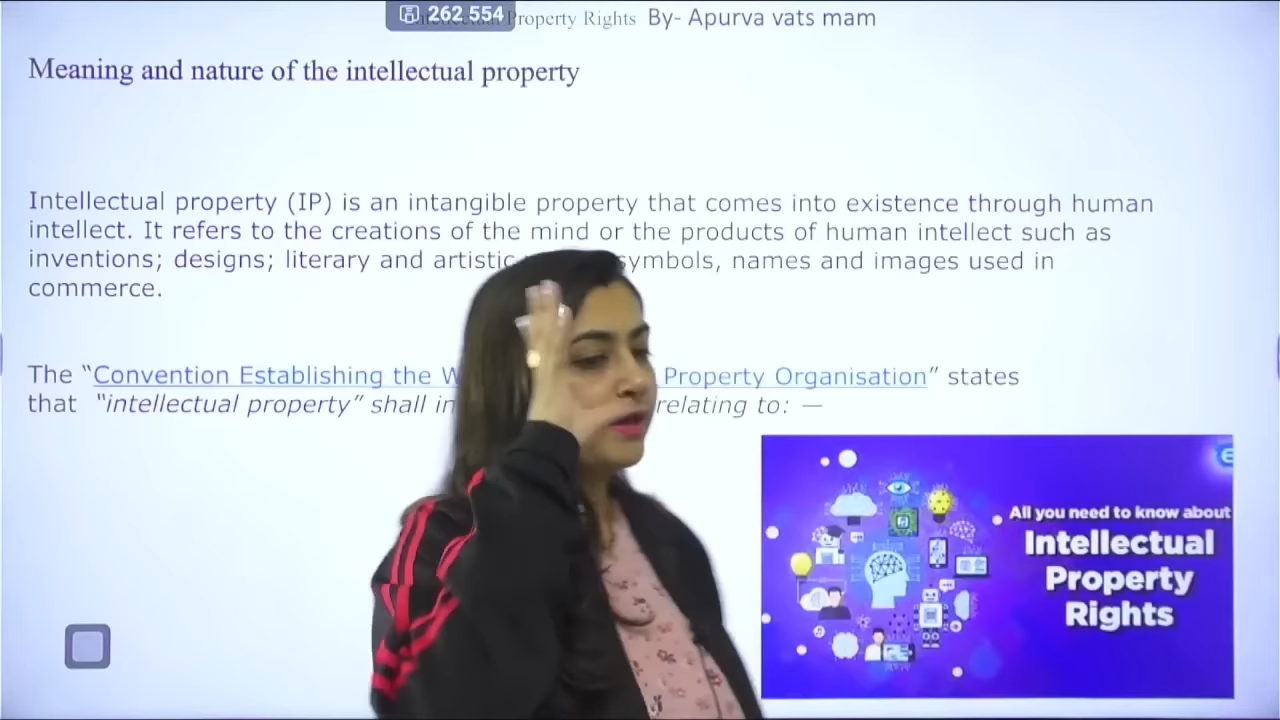 262 554
Property Rights By- Apurva vats mam
Meaning and nature of the intellectual property
Intellectual property (IP) is an intangible property that comes into existence through human
intellect. It refers to the creations of the mind or the products of human intellect such as
inventions; designs; literary and artistic symbols, names and images used in
commerce.
The “Convention Establishing the Property Organisation” states
that “intellectual property” shall relating to: —
All you need to know about
Intellectual
Property
Rights